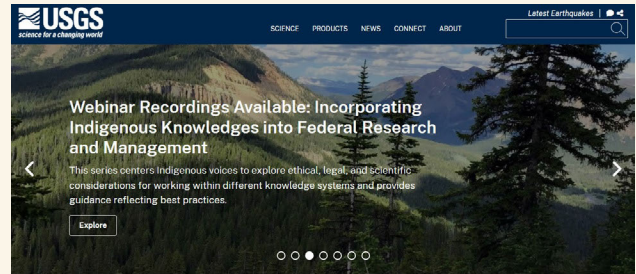 USGS
science for a changing world
SCIENCE PRODUCTS NEWS CONNECT ABOUT
Latest Earthquakes |
Webinar Recordings Available: Incorporating
Indigenous Knowledges into Federal Research
and Management
This series centers Indigenous voices to explore ethical, legal, and scientific
considerations for working within different knowledge systems and provides
guidance reflecting best practices.
Explore